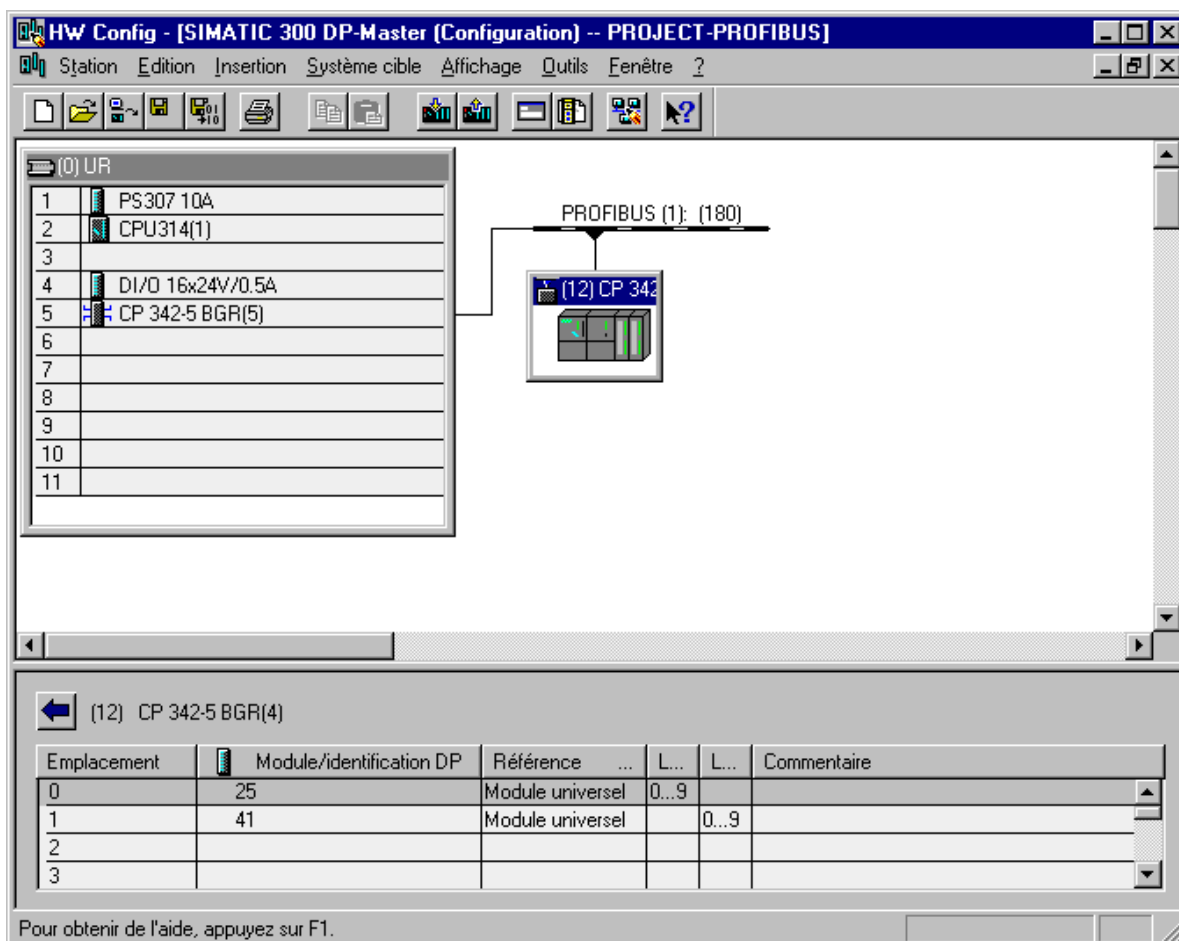 HW Config - [SIMATIC 300 DP-Master (Configuration) -- PROJECT-PROFIBUS]
Station Edition Insertion Système cible Affichage Outils Fenêtre ?
(0) UR
1 PS307 10A
2 CPU314(1)
3
4 DI/O 16x24V/0.5A
5 CP 342-5 BGR(5)
6
7
8
9
10
11
PROFIBUS (1): (180)
(12) CP 342
(12) CP 342-5 BGR(4)
Emplacement Module/identification DP Référence ... L... L... Commentaire
0 25 Module universel 0...9
1 41 Module universel 0...9
2
3
Pour obtenir de l'aide, appuyez sur F1.